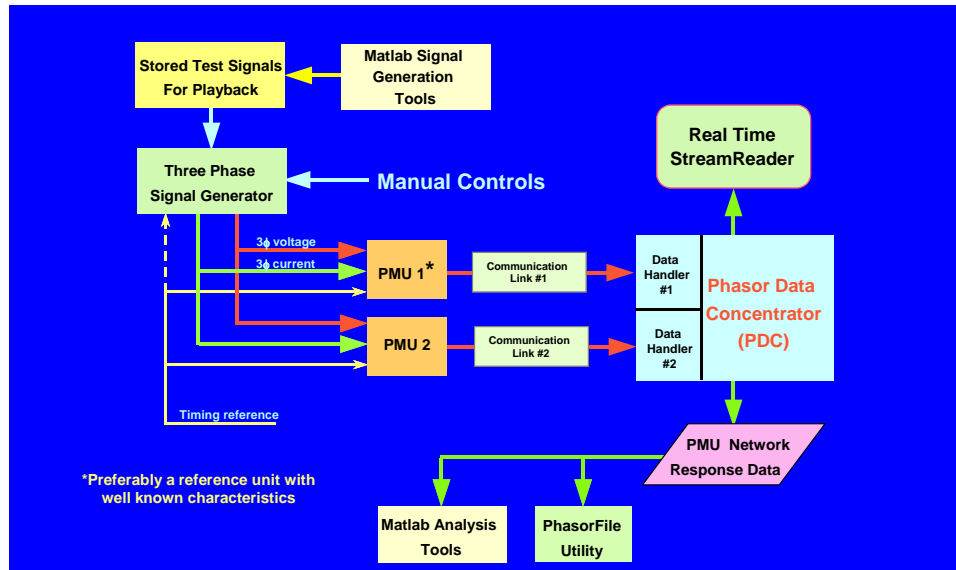 Stored Test Signals
For Playback
Matlab Signal
Generation
Tools
Real Time
StreamReader
Three Phase
Signal Generator
Manual Controls
3ϕ voltage
3ϕ current
PMU 1*
Communication
Link #1
Data
Handler
#1
Phasor Data
Concentrator
(PDC)
PMU 2
Communication
Link #2
Data
Handler
#2
Timing reference
PMU Network
Response Data
*Preferably a reference unit with
well known characteristics
Matlab Analysis
Tools
PhasorFile
Utility